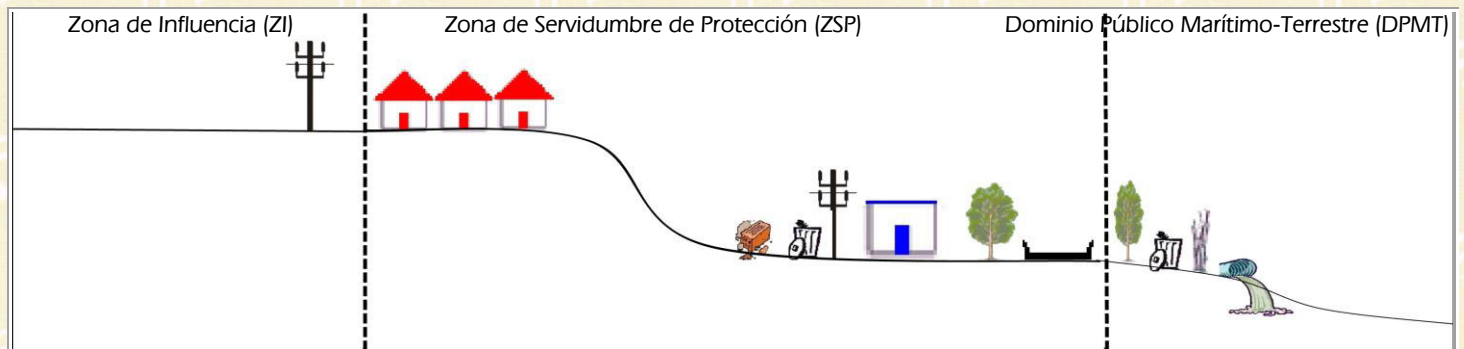 Zona de Influencia (ZI) Zona de Servidumbre de Protección (ZSP) Dominio Público Marítimo-Terrestre (DPMT)